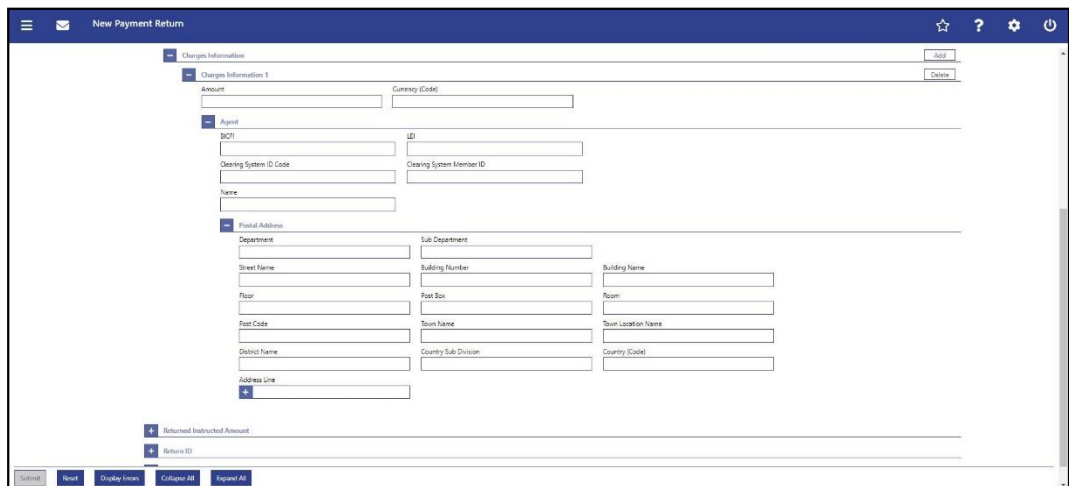 New Payment Return
Charges Information
Add
Charges Information 1
Delete
Amount
Currency (Code)
Agent
BICFI
LEI
Clearing System ID Code
Clearing System Member ID
Name
Postal Address
Department
Sub Department
Street Name
Building Number
Building Name
Floor
Post Box
Room
Post Code
Town Name
Town Location Name
District Name
Country Sub Division
Country (Code)
Address Line
Returned Instructed Amount
Return ID
Submit
Reset
Display Errors
Collapse All
Expand All